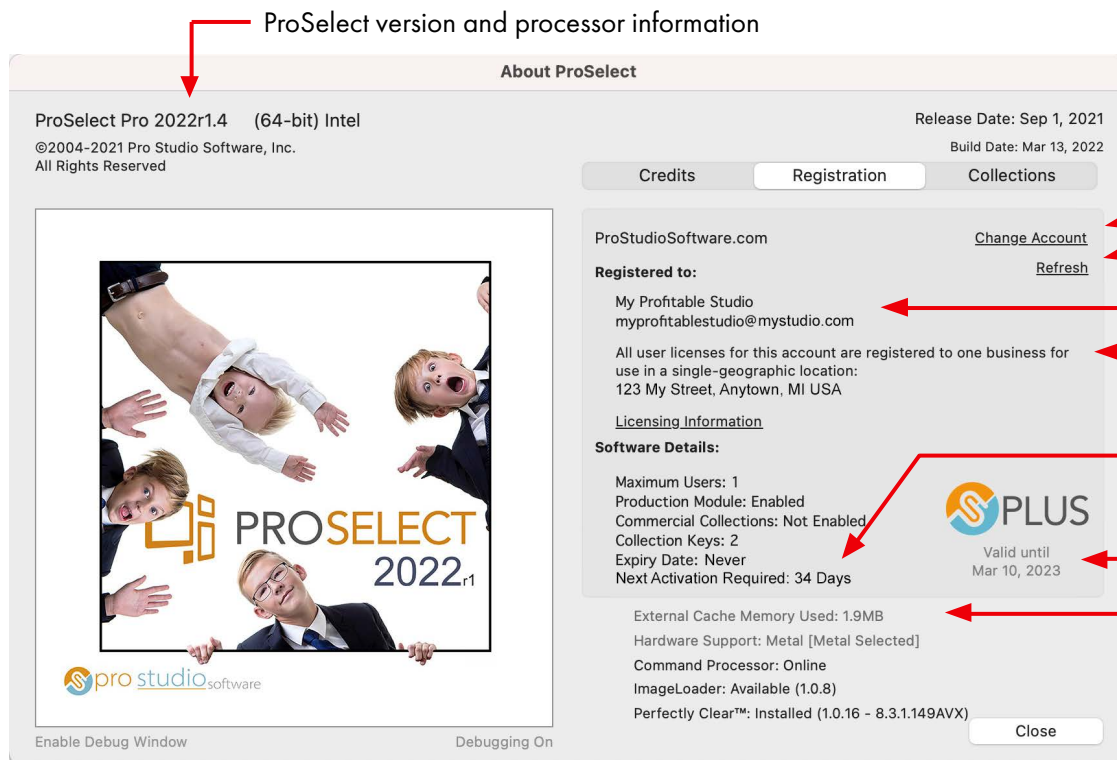 ProSelect version and processor information
About ProSelect
ProSelect Pro 2022r1.4 (64-bit) Intel
©2004-2021 Pro Studio Software, Inc.
All Rights Reserved
Release Date: Sep 1, 2021
Build Date: Mar 13, 2022
Credits
Registration
Collections
PROSELECT
2022r1
pro studio software
Enable Debug Window
Debugging On
ProStudioSoftware.com
Change Account
Refresh
Registered to:
My Profitable Studio
myprofitablestudio@mystudio.com
All user licenses for this account are registered to one business for
use in a single-geographic location:
123 My Street, Anytown, MI USA
Licensing Information
Software Details:
Maximum Users: 1
Production Module: Enabled
Commercial Collections: Not Enabled
Collection Keys: 2
Expiry Date: Never
Next Activation Required: 34 Days
PLUS
Valid until
Mar 10, 2023
External Cache Memory Used: 1.9MB
Hardware Support: Metal [Metal Selected]
Command Processor: Online
ImageLoader: Available (1.0.8)
Perfectly Clear™: Installed (1.0.16 - 8.3.1.149AVX)
Close